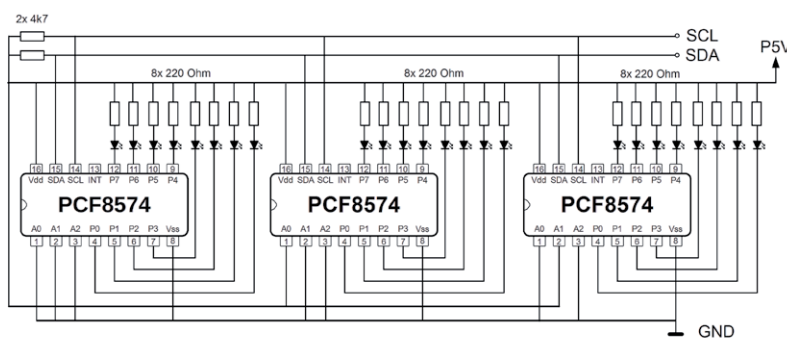 2x 4k7
SCL
SDA
P5V
8x 220 Ohm 8x 220 Ohm 8x 220 Ohm
16 15 14 13 12 11 10 9 16 15 14 13 12 11 10 9 16 15 14 13 12 11 10 9
Vdd SDA SCL INT P7 P6 P5 P4 Vdd SDA SCL INT P7 P6 P5 P4 Vdd SDA SCL INT P7 P6 P5 P4
PCF8574 PCF8574 PCF8574
A0 A1 A2 P0 P1 P2 P3 Vss A0 A1 A2 P0 P1 P2 P3 Vss A0 A1 A2 P0 P1 P2 P3 Vss
1 2 3 4 5 6 7 8 1 2 3 4 5 6 7 8 1 2 3 4 5 6 7 8
GND